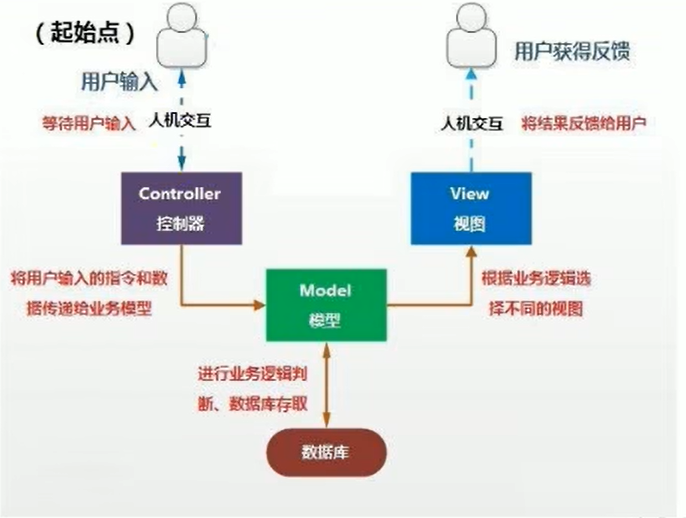 （起始点）
用户输入
用户获得反馈
等待用户输入
人机交互
人机交互
将结果反馈给用户
Controller
控制器
View
视图
将用户输入的指令和数
据传递给业务模型
Model
模型
根据业务逻辑选
择不同的视图
进行业务逻辑判
断、数据库存取
数据库